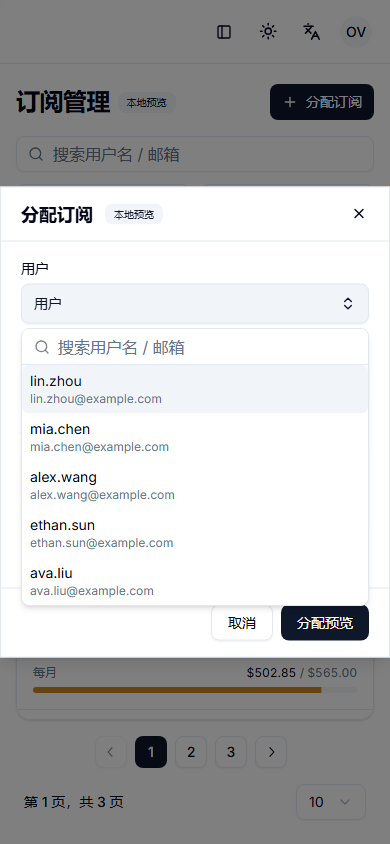 OV
订阅管理 本地预览 分配订阅
搜索用户名 / 邮箱
分配订阅 本地预览
用户
用户
搜索用户名 / 邮箱
lin.zhou
lin.zhou@example.com
mia.chen
mia.chen@example.com
alex.wang
alex.wang@example.com
ethan.sun
ethan.sun@example.com
ava.liu
ava.liu@example.com
取消 分配预览
每月 $502.85 / $565.00
1 2 3
第 1 页，共 3 页 10